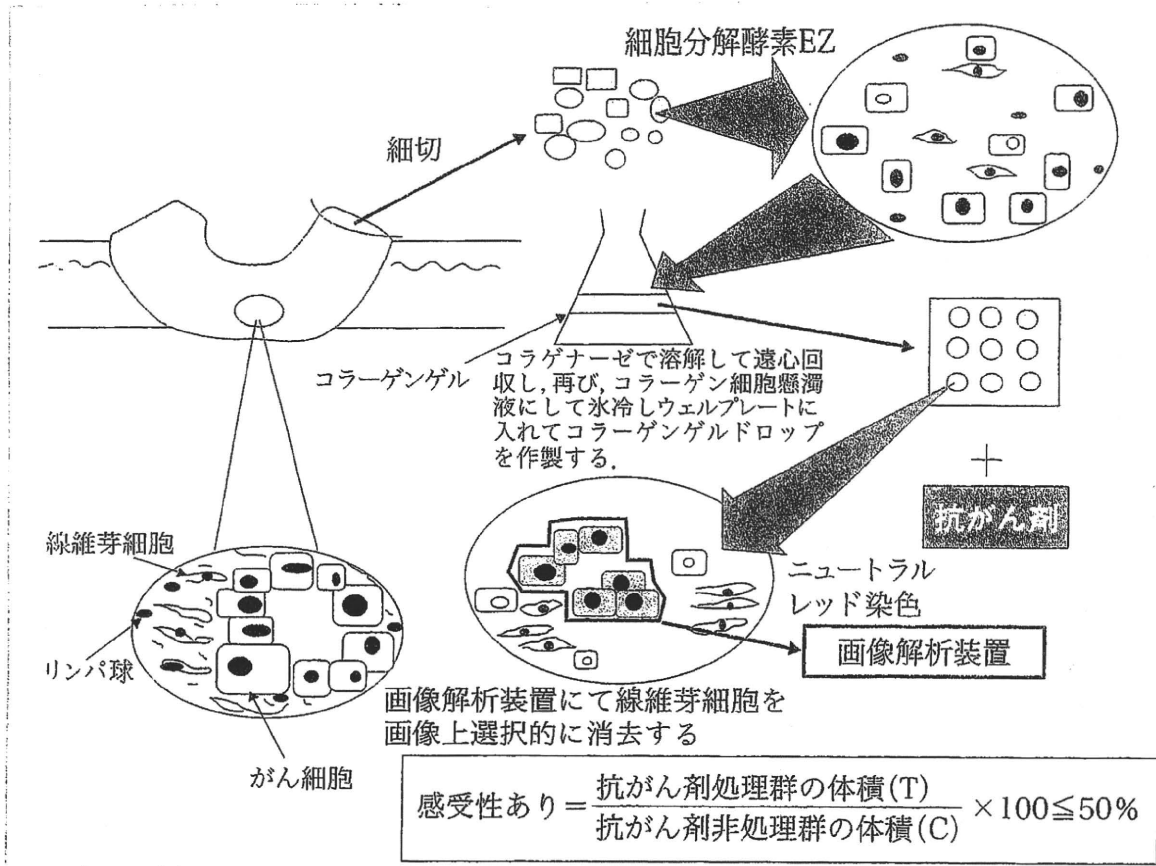 細胞分解酵素EZ
細切
コラーゲンゲル
コラゲナーゼで溶解して遠心回
収し,再び,コラーゲン細胞懸濁
液にして氷冷しウェルプレートに
入れてコラーゲンゲルドロップ
を作製する.
+
抗がん剤
線維芽細胞
リンパ球
がん細胞
ニュートラル
レッド染色
画像解析装置
画像解析装置にて線維芽細胞を
画像上選択的に消去する
感受性あり=抗がん剤処理群の体積(T)/抗がん剤非処理群の体積(C)×100≦50%